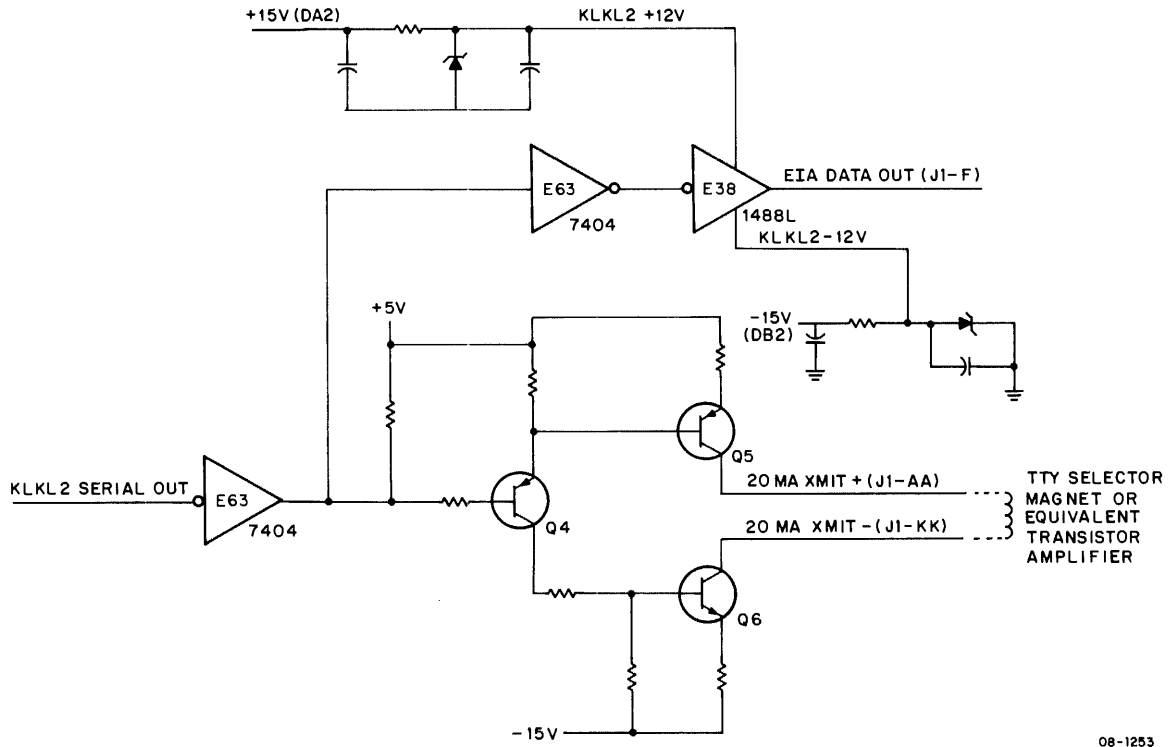 +15V (DA2)
KLKL2 +12V
E63
7404
E38
1488L
EIA DATA OUT (J1-F)
KLKL2-12V
+5V
-15V
(DB2)
Q5
KLKL2 SERIAL OUT
E63
7404
Q4
20 MA XMIT + (J1-AA)
20 MA XMIT - (J1-KK)
TTY SELECTOR
MAGNET OR
EQUIVALENT
TRANSISTOR
AMPLIFIER
Q6
-15V
08-1253